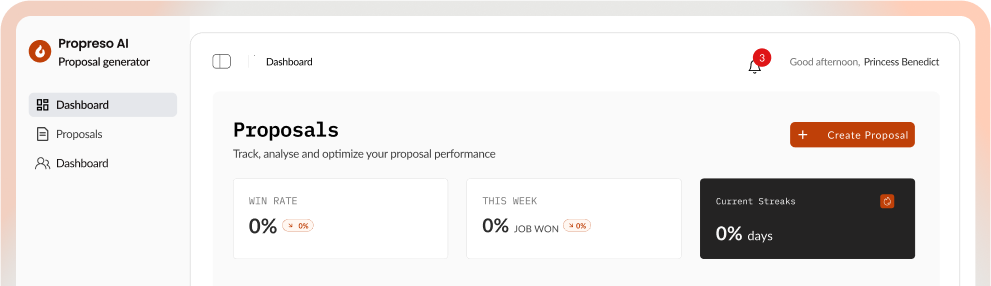 Propreso AI
Proposal generator
Dashboard
Proposals
Dashboard
Dashboard
3
Good afternoon, Princess Benedict
Proposals
Track, analyse and optimize your proposal performance
+ Create Proposal
WIN RATE
0% ↘ 0%
THIS WEEK
0% JOB WON ↘ 0%
Current Streaks
0% days